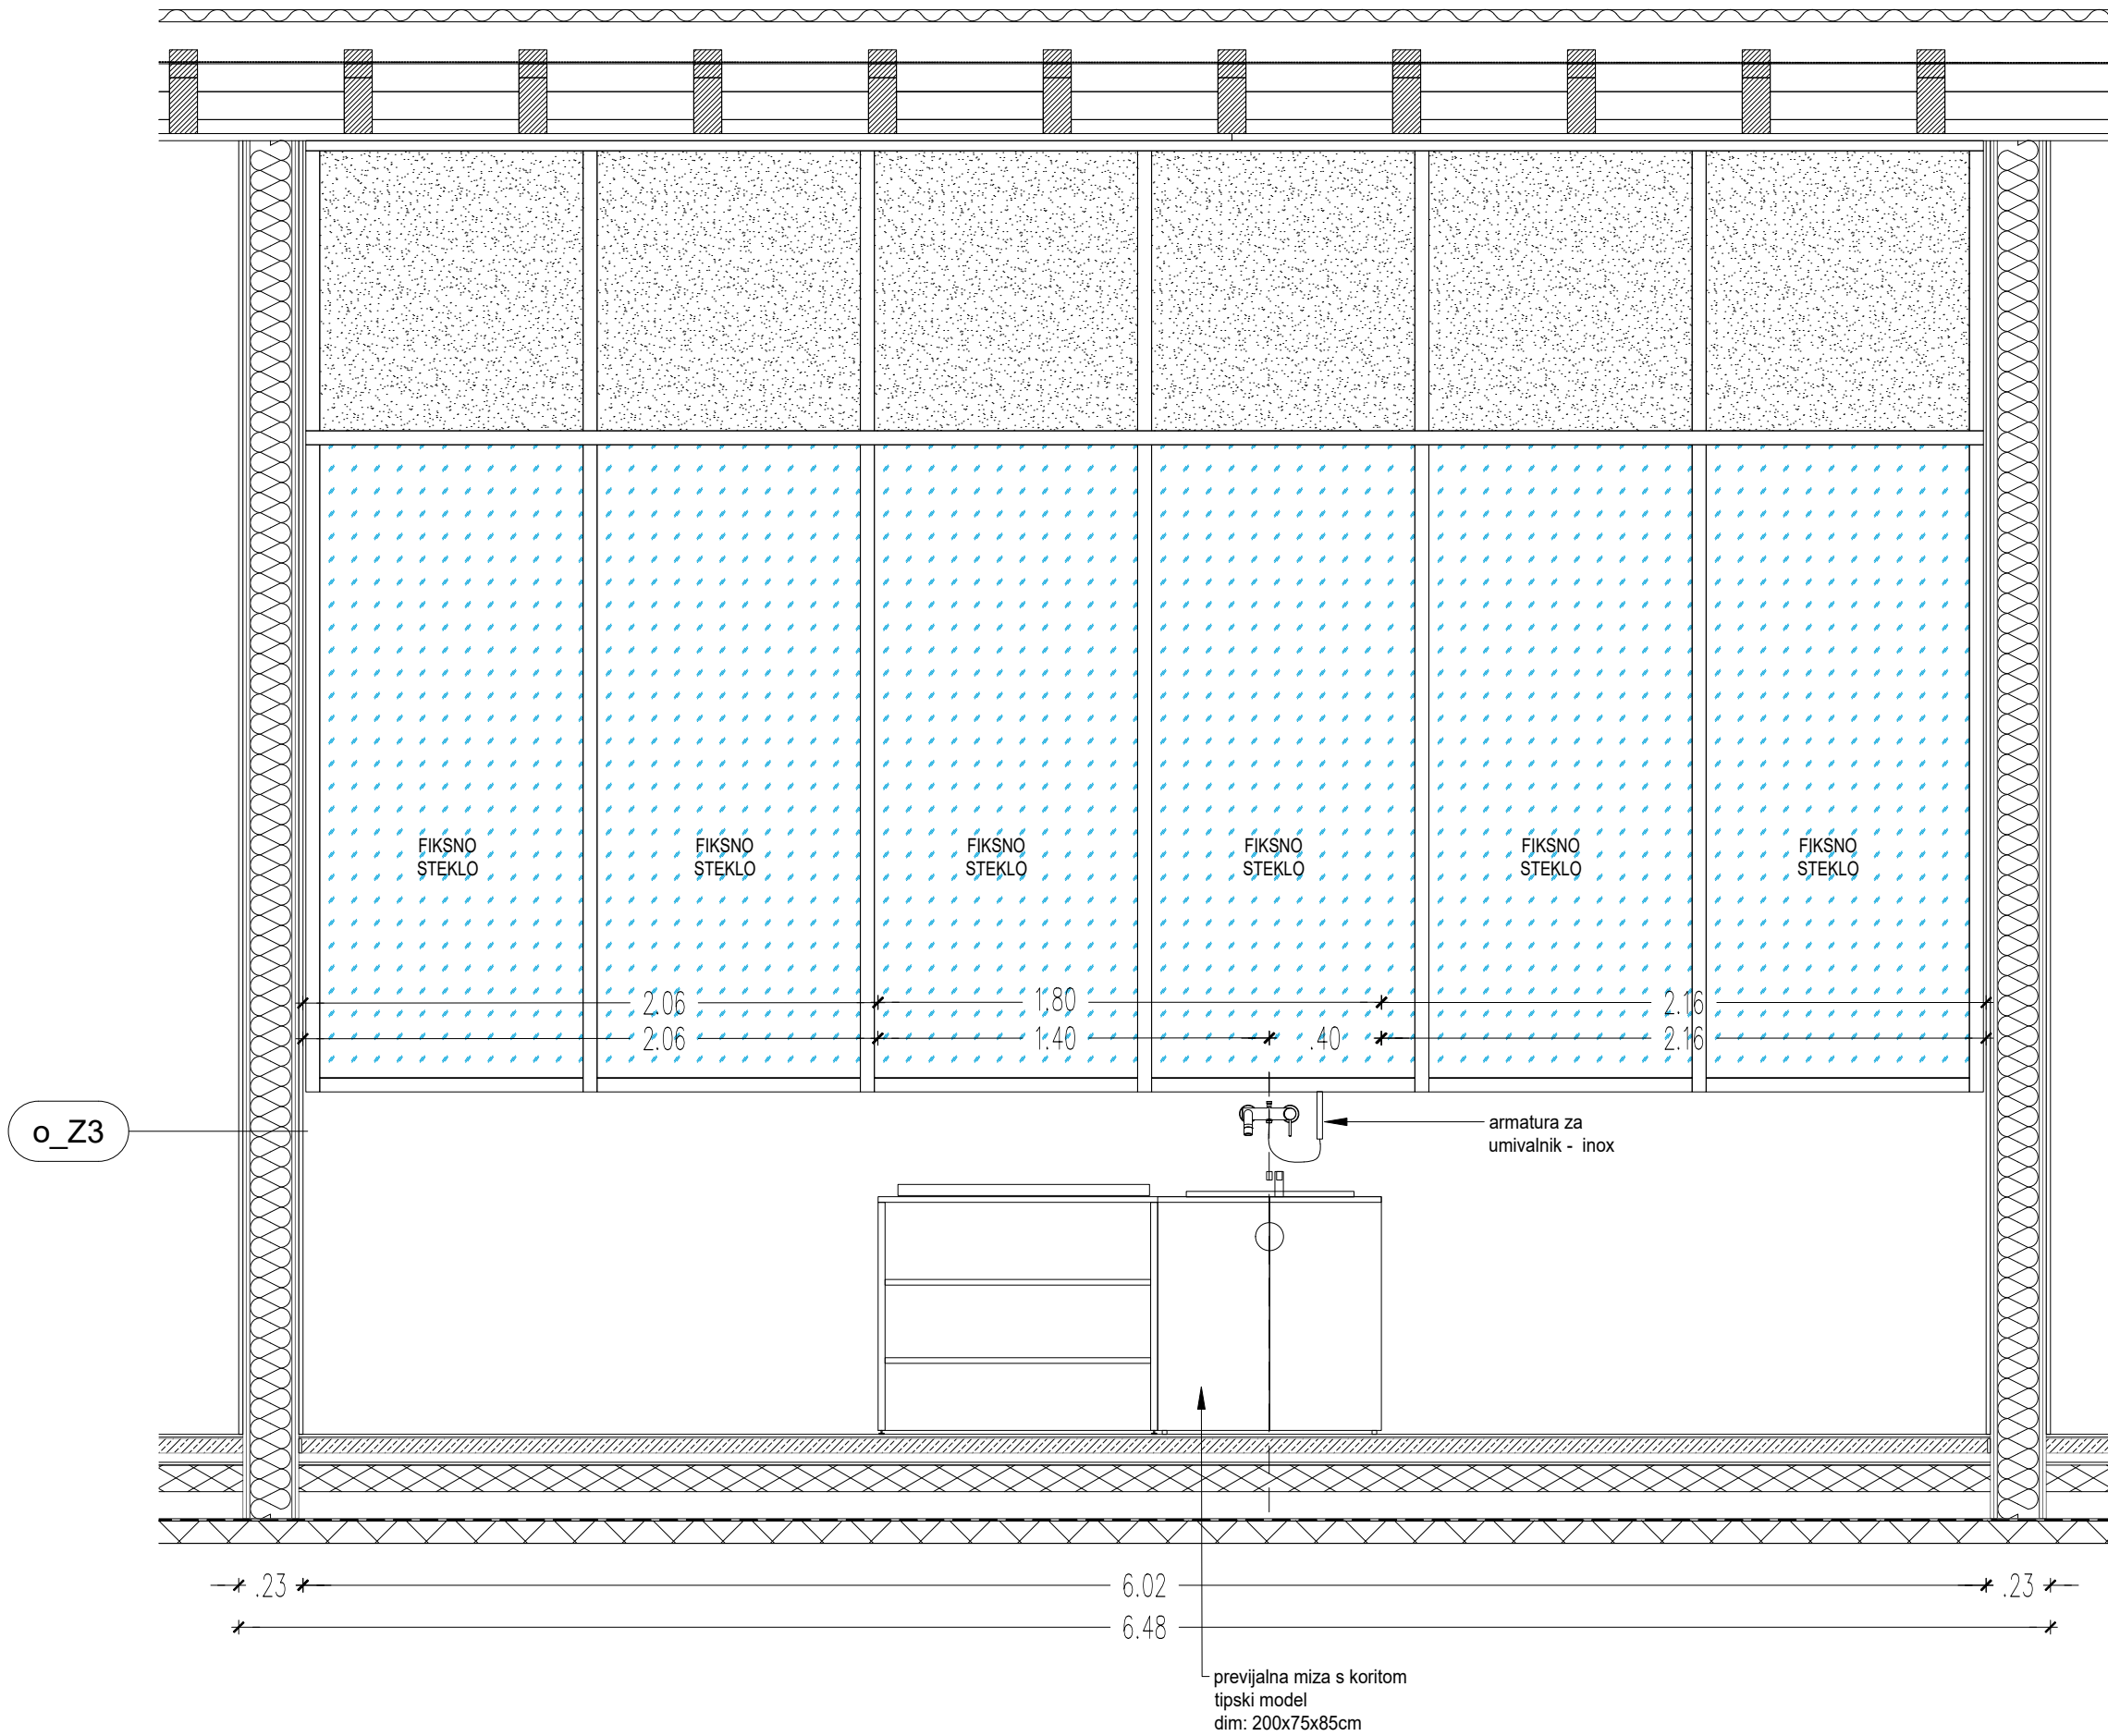 FIKSNO
STEKLO
FIKSNO
STEKLO
FIKSNO
STEKLO
FIKSNO
STEKLO
FIKSNO
STEKLO
FIKSNO
STEKLO
2.06
1.80
2.16
2.06
1.40
.40
2.16
o_Z3
armatura za
umivalnik - inox
.23
6.02
.23
6.48
previjalna miza s koritom
tipski model
dim: 200x75x85cm